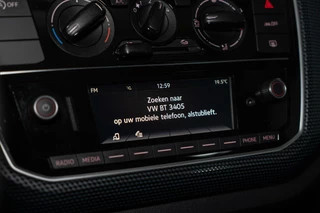 FM 12:59 19.5°C
Zoeken naar
VW BT 3405
op uw mobiele telefoon, alstublieft.
RADIO MEDIA PHONE MENU